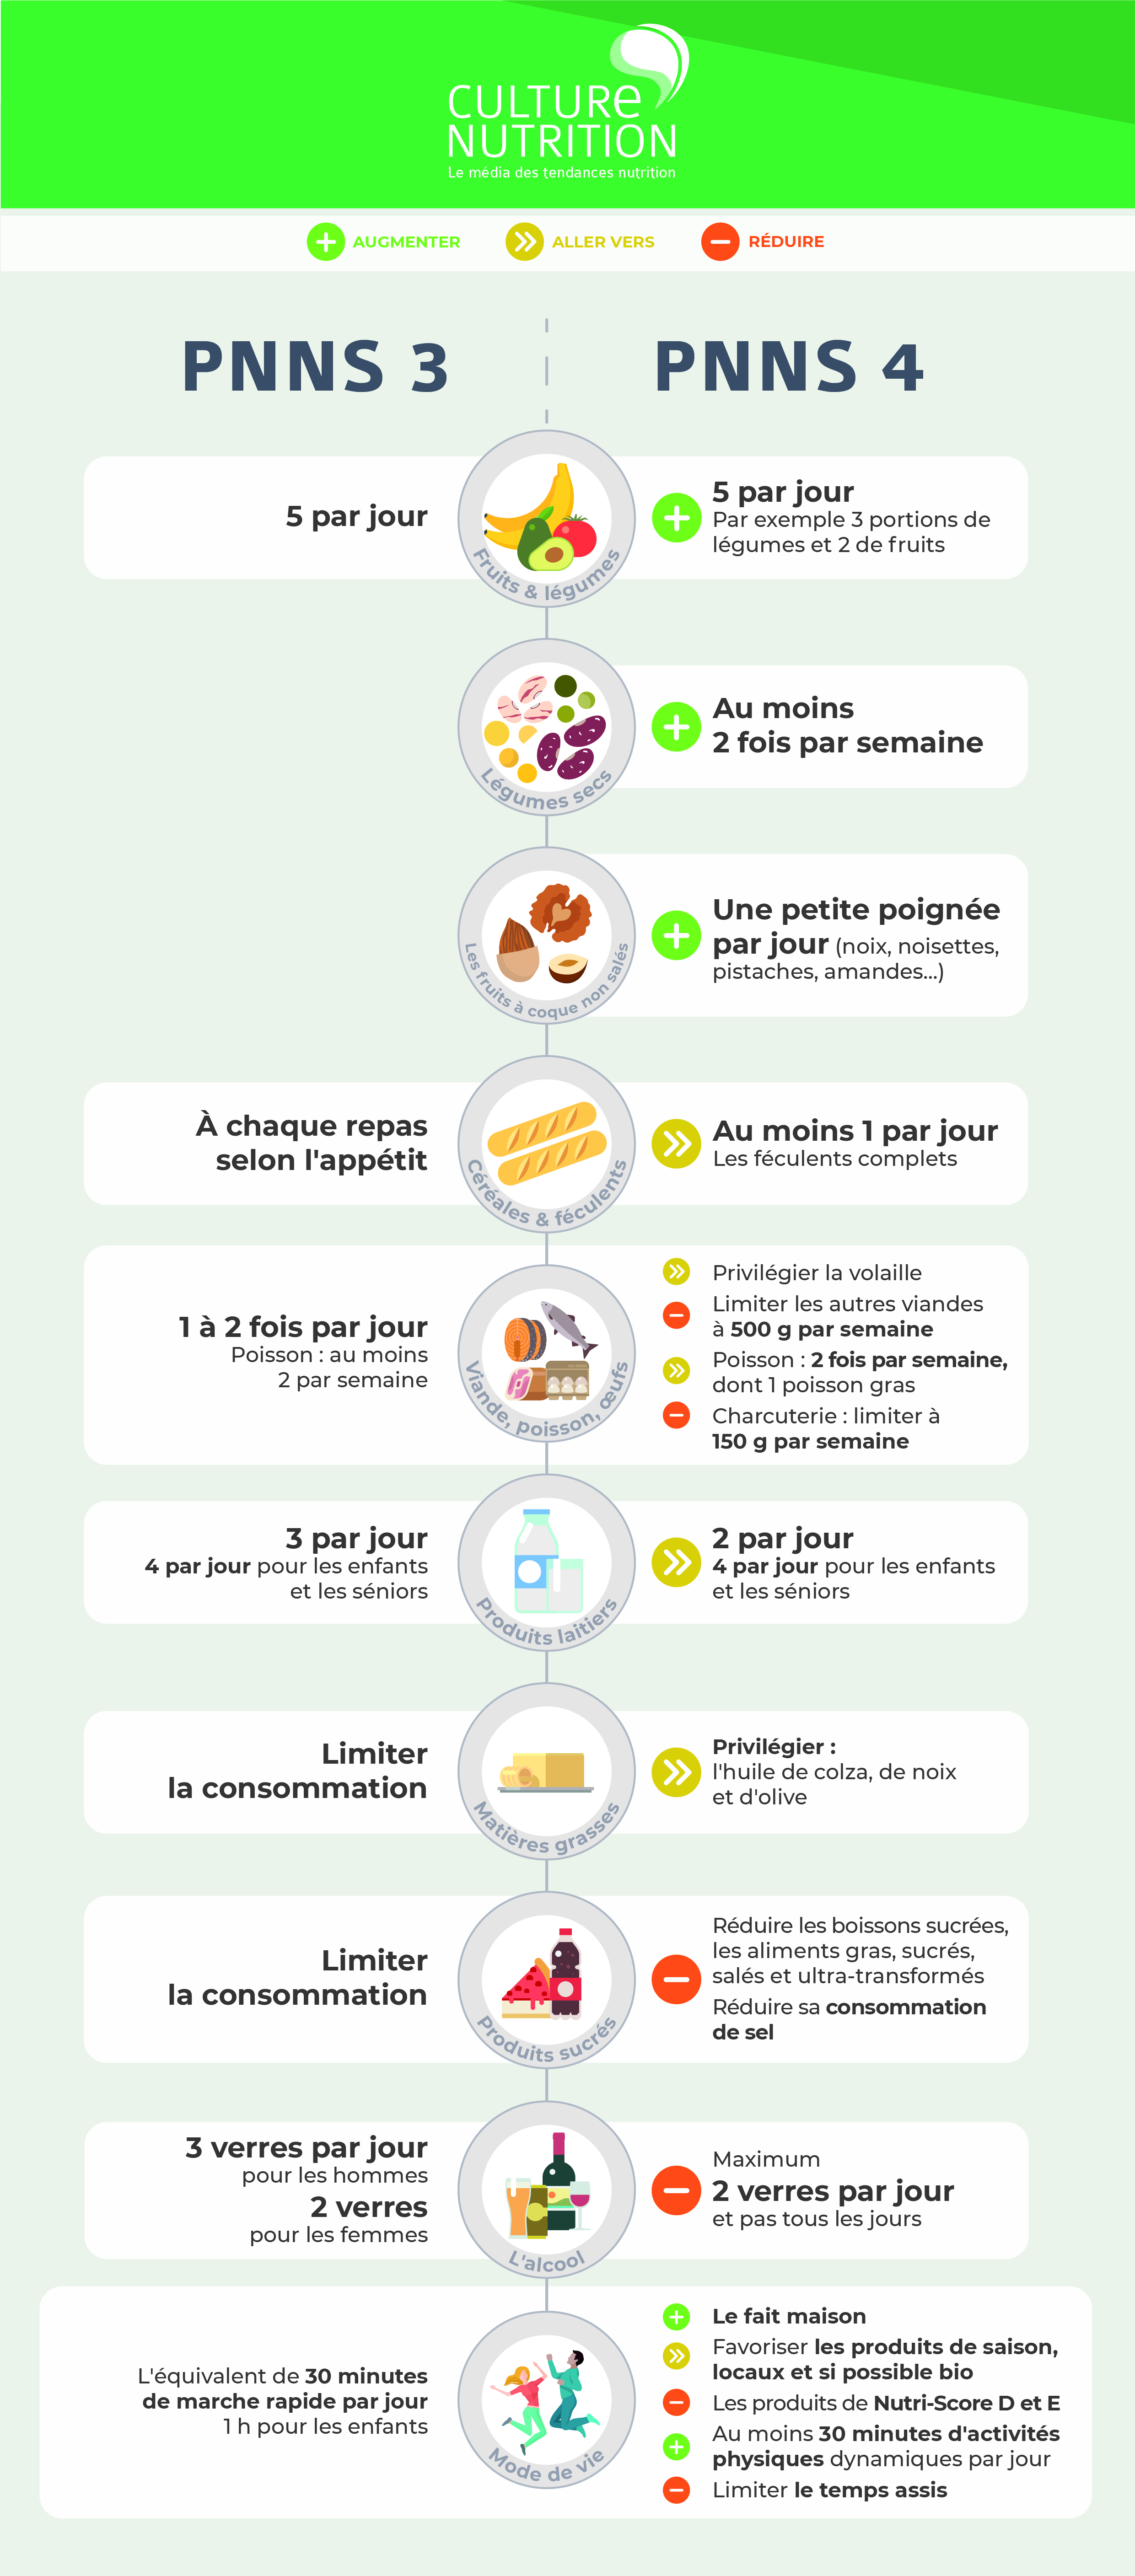 CULTURE
NUTRITION
Le média des tendances nutrition
AUGMENTER
ALLER VERS
RÉDUIRE
PNNS 3
PNNS 4
5 par jour
Fruits & légumes
5 par jour
Par exemple 3 portions de
légumes et 2 de fruits
Légumes secs
Au moins
2 fois par semaine
Les fruits à coque non salés
Une petite poignée
par jour (noix, noisettes,
pistaches, amandes...)
À chaque repas
selon l'appétit
Céréales & féculents
Au moins 1 par jour
Les féculents complets
1 à 2 fois par jour
Poisson : au moins
2 par semaine
Viande, poisson, œufs
Privilégier la volaille
Limiter les autres viandes
à 500 g par semaine
Poisson : 2 fois par semaine,
dont 1 poisson gras
Charcuterie : limiter à
150 g par semaine
3 par jour
4 par jour pour les enfants
et les séniors
Produits laitiers
2 par jour
4 par jour pour les enfants
et les séniors
Limiter
la consommation
Matières grasses
Privilégier :
l'huile de colza, de noix
et d'olive
Limiter
la consommation
Produits sucrés
Réduire les boissons sucrées,
les aliments gras, sucrés,
salés et ultra-transformés
Réduire sa consommation
de sel
3 verres par jour
pour les hommes
2 verres
pour les femmes
L'alcool
Maximum
2 verres par jour
et pas tous les jours
L'équivalent de 30 minutes
de marche rapide par jour
1 h pour les enfants
Mode de vie
Le fait maison
Favoriser les produits de saison,
locaux et si possible bio
Les produits de Nutri-Score D et E
Au moins 30 minutes d'activités
physiques dynamiques par jour
Limiter le temps assis